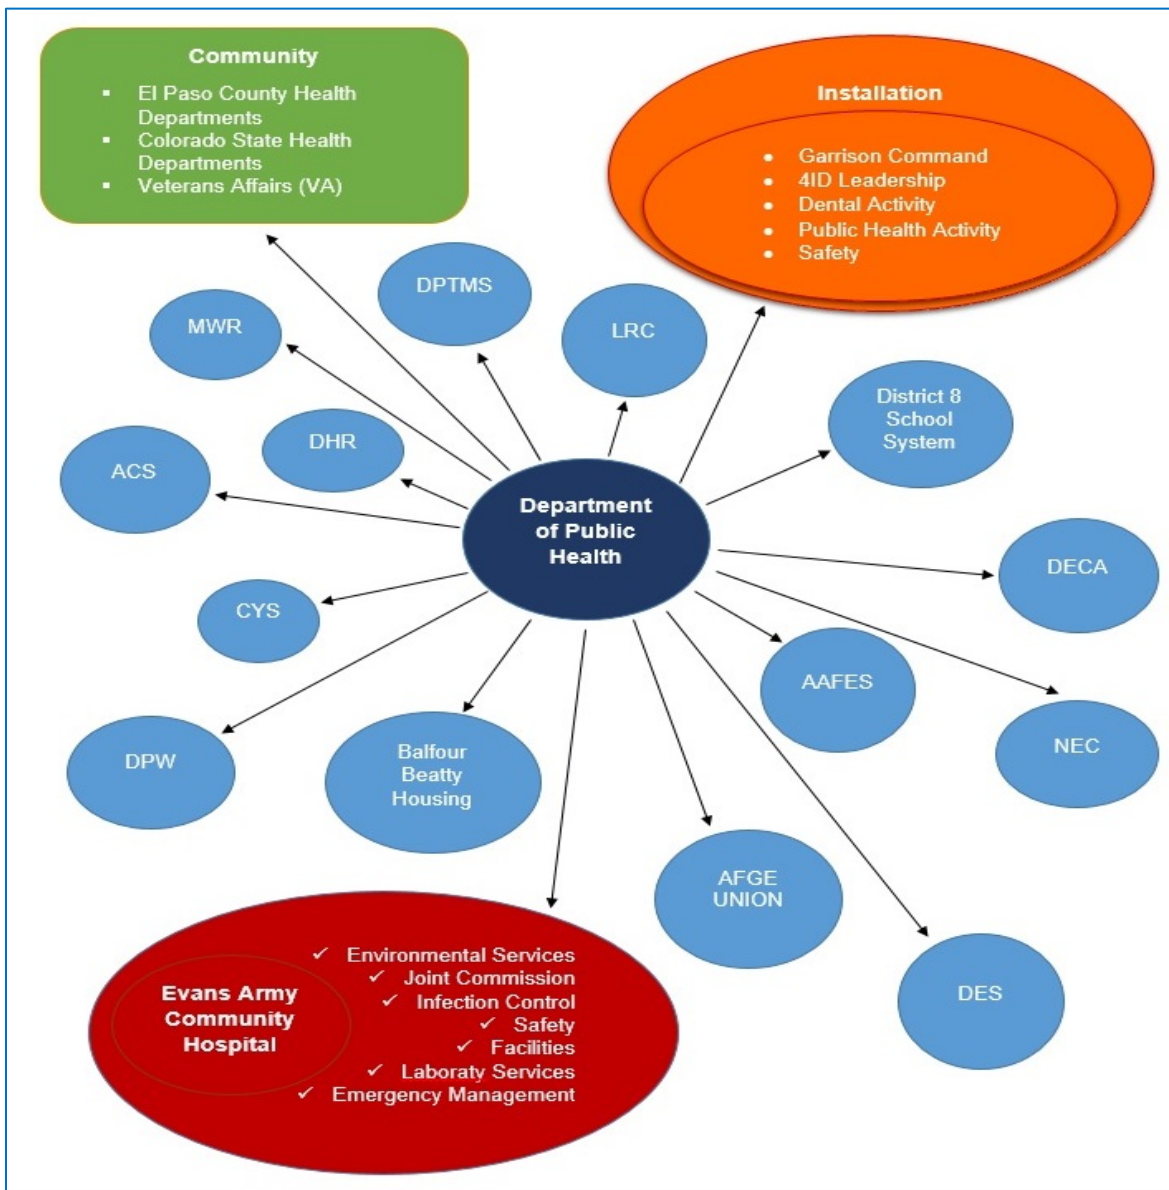 Community
▪ El Paso County Health
Departments
▪ Colorado State Health
Departments
▪ Veterans Affairs (VA)
Installation
• Garrison Command
• 4ID Leadership
• Dental Activity
• Public Health Activity
• Safety
DPTMS
MWR
LRC
District 8
School
System
DHR
ACS
Department
of Public
Health
DECA
CYS
AAFES
NEC
DPW
Balfour
Beatty
Housing
AFGE
UNION
DES
Evans Army
Community
Hospital
✓ Environmental Services
✓ Joint Commission
✓ Infection Control
✓ Safety
✓ Facilities
✓ Laboraty Services
✓ Emergency Management